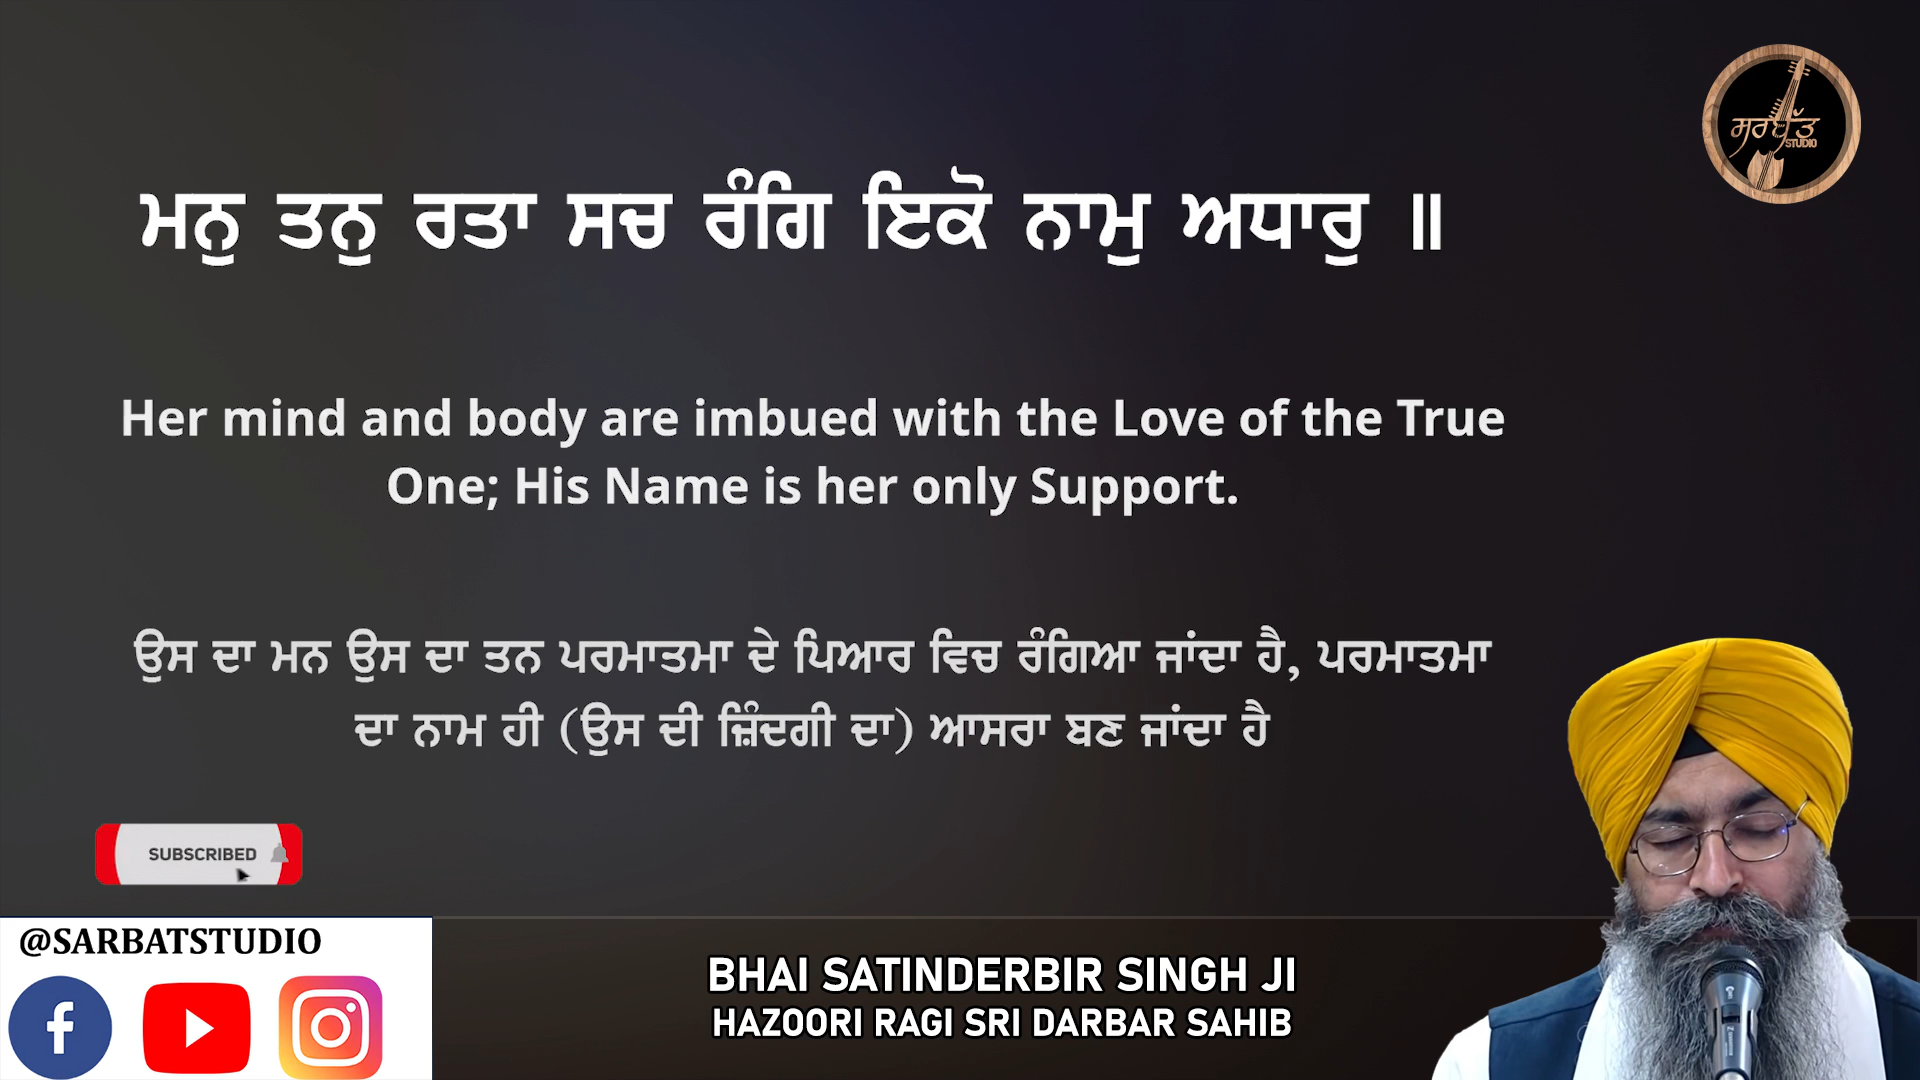 ਸਰਬੱਤ
STUDIO
ਮਨੁ ਤਨੁ ਰਤਾ ਸਚ ਰੰਗਿ ਇਕੋ ਨਾਮੁ ਅਧਾਰੁ ॥
Her mind and body are imbued with the Love of the True
One; His Name is her only Support.
ਉਸ ਦਾ ਮਨ ਉਸ ਦਾ ਤਨ ਪਰਮਾਤਮਾ ਦੇ ਪਿਆਰ ਵਿਚ ਰੰਗਿਆ ਜਾਂਦਾ ਹੈ, ਪਰਮਾਤਮਾ
ਦਾ ਨਾਮ ਹੀ (ਉਸ ਦੀ ਜ਼ਿੰਦਗੀ ਦਾ) ਆਸਰਾ ਬਣ ਜਾਂਦਾ ਹੈ
SUBSCRIBED
@SARBATSTUDIO
BHAI SATINDERBIR SINGH JI
HAZOORI RAGI SRI DARBAR SAHIB